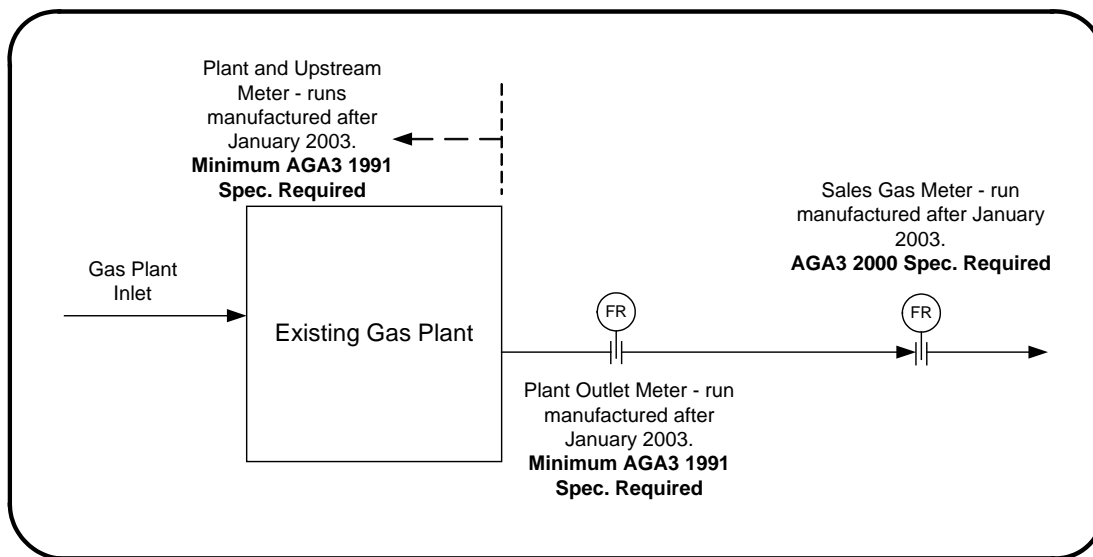 Plant and Upstream
Meter - runs
manufactured after
January 2003.
Minimum AGA3 1991
Spec. Required
Gas Plant
Inlet
Existing Gas Plant
FR
Plant Outlet Meter - run
manufactured after
January 2003.
Minimum AGA3 1991
Spec. Required
Sales Gas Meter - run
manufactured after January
2003.
AGA3 2000 Spec. Required
FR